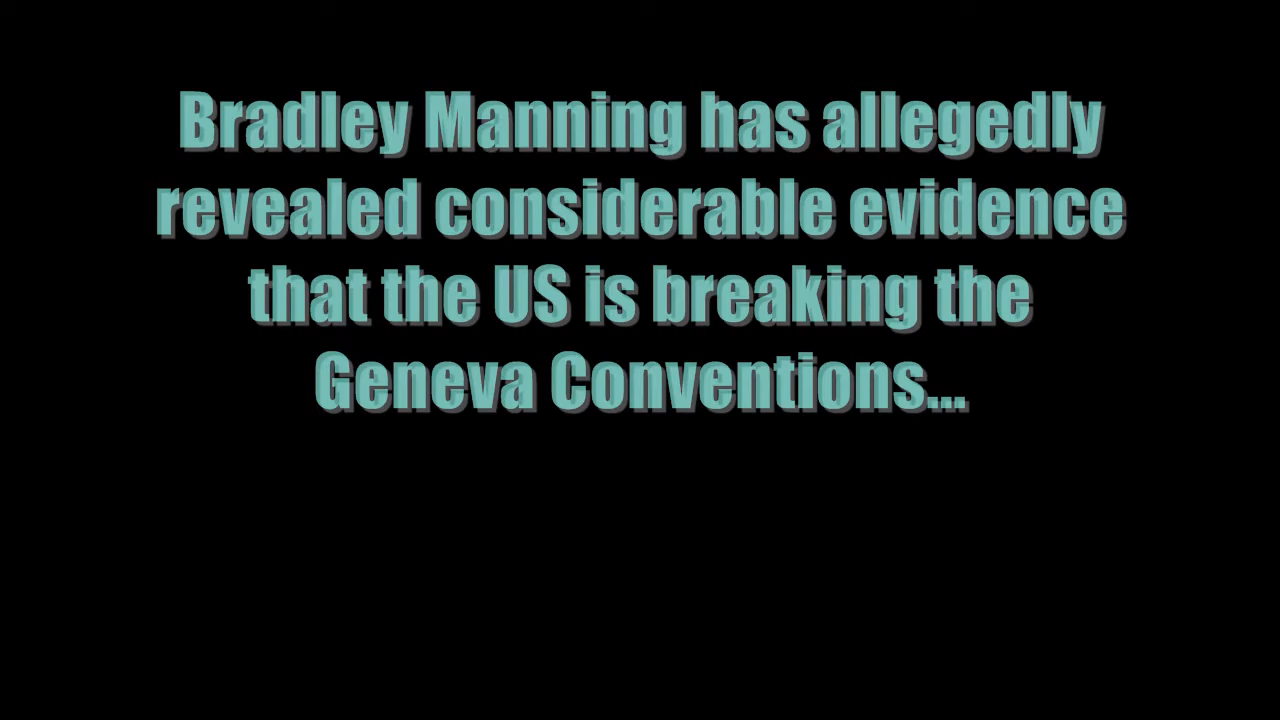 Bradley Manning has allegedly
revealed considerable evidence
that the US is breaking the
Geneva Conventions...